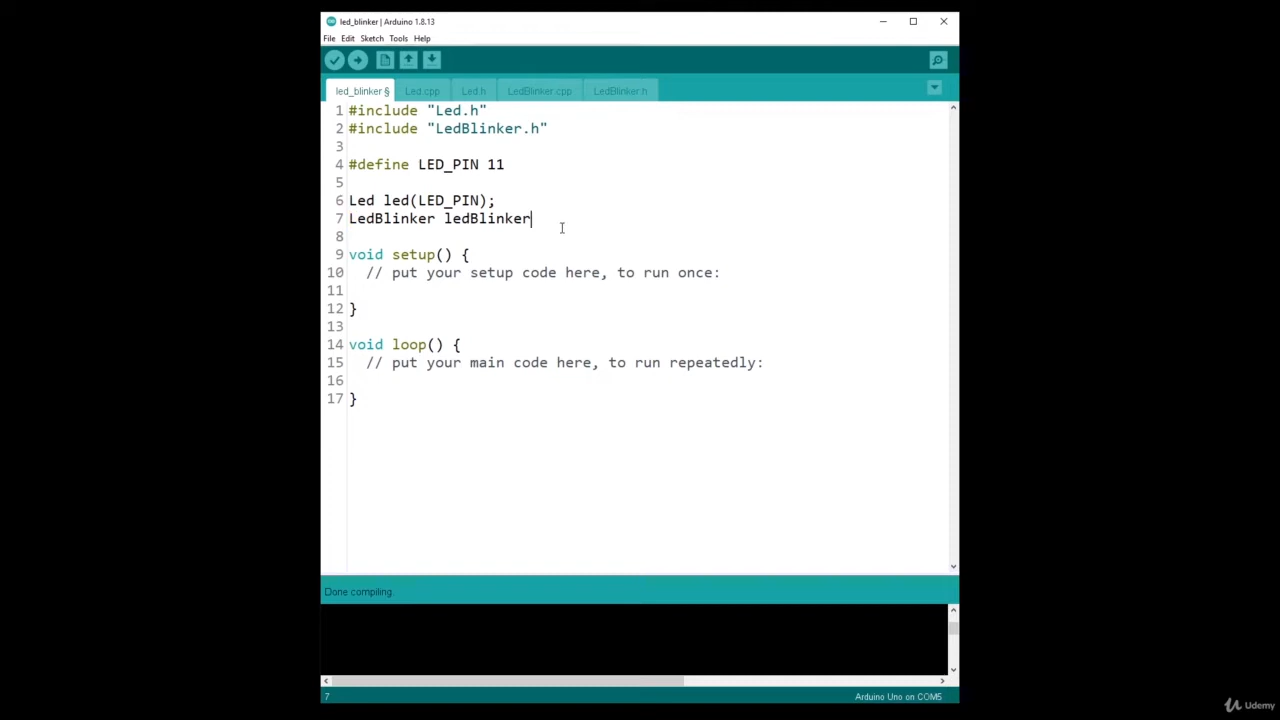 led_blinker | Arduino 1.8.13
File Edit Sketch Tools Help
led_blinker § Led.cpp Led.h LedBlinker.cpp LedBlinker.h
1 #include "Led.h"
2 #include "LedBlinker.h"
3
4 #define LED_PIN 11
5
6 Led led(LED_PIN);
7 LedBlinker ledBlinker
8
9 void setup() {
10 // put your setup code here, to run once:
11
12 }
13
14 void loop() {
15 // put your main code here, to run repeatedly:
16
17 }
Done compiling.
7 Arduino Uno on COM5
Udemy